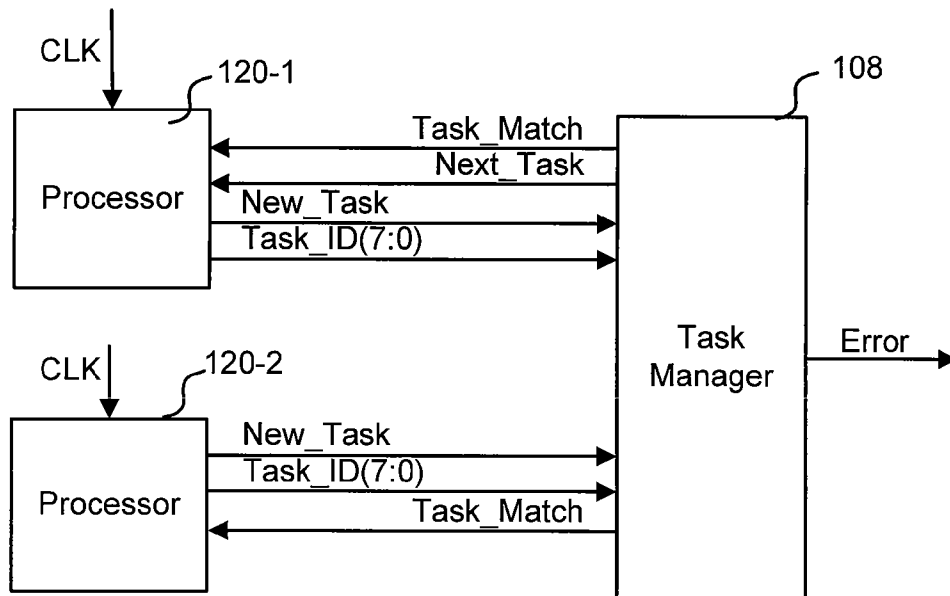 CLK
120-1
108
Task_Match
Next_Task
Processor
New_Task
Task_ID(7:0)
Task
Manager
Error
CLK
120-2
New_Task
Task_ID(7:0)
Processor
Task_Match